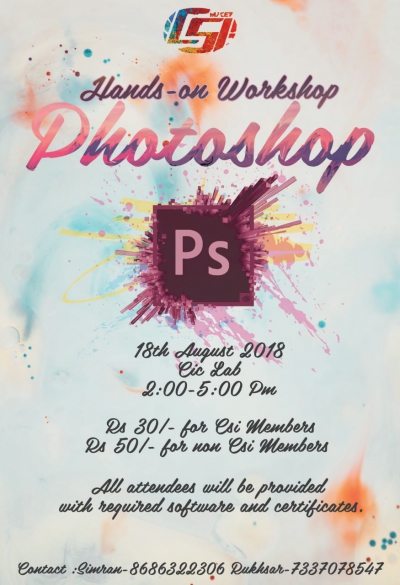 CSI
MJCET
Hands-on Workshop
Photoshop
Ps
18th August 2018
Cic Lab
2:00-5:00 Pm
Rs 30/- for Csi Members
Rs 50/- for non Csi Members
All attendees will be provided
with required software and certificates.
Contact :Simran-8686322306 Rukhsar-7337078547